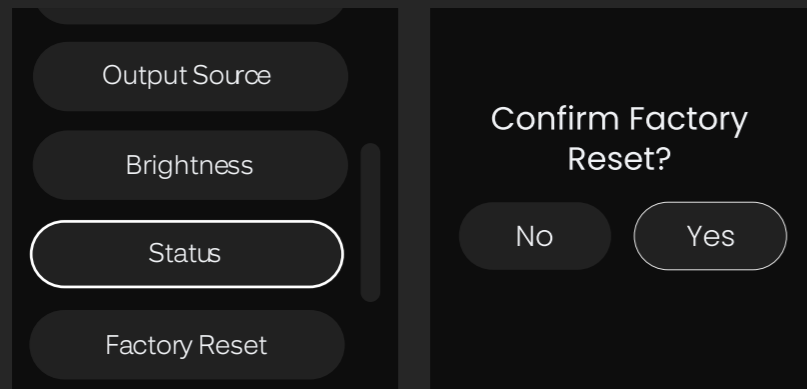 Output Source
Brightness
Status
Factory Reset
Confirm Factory
Reset?
No
Yes